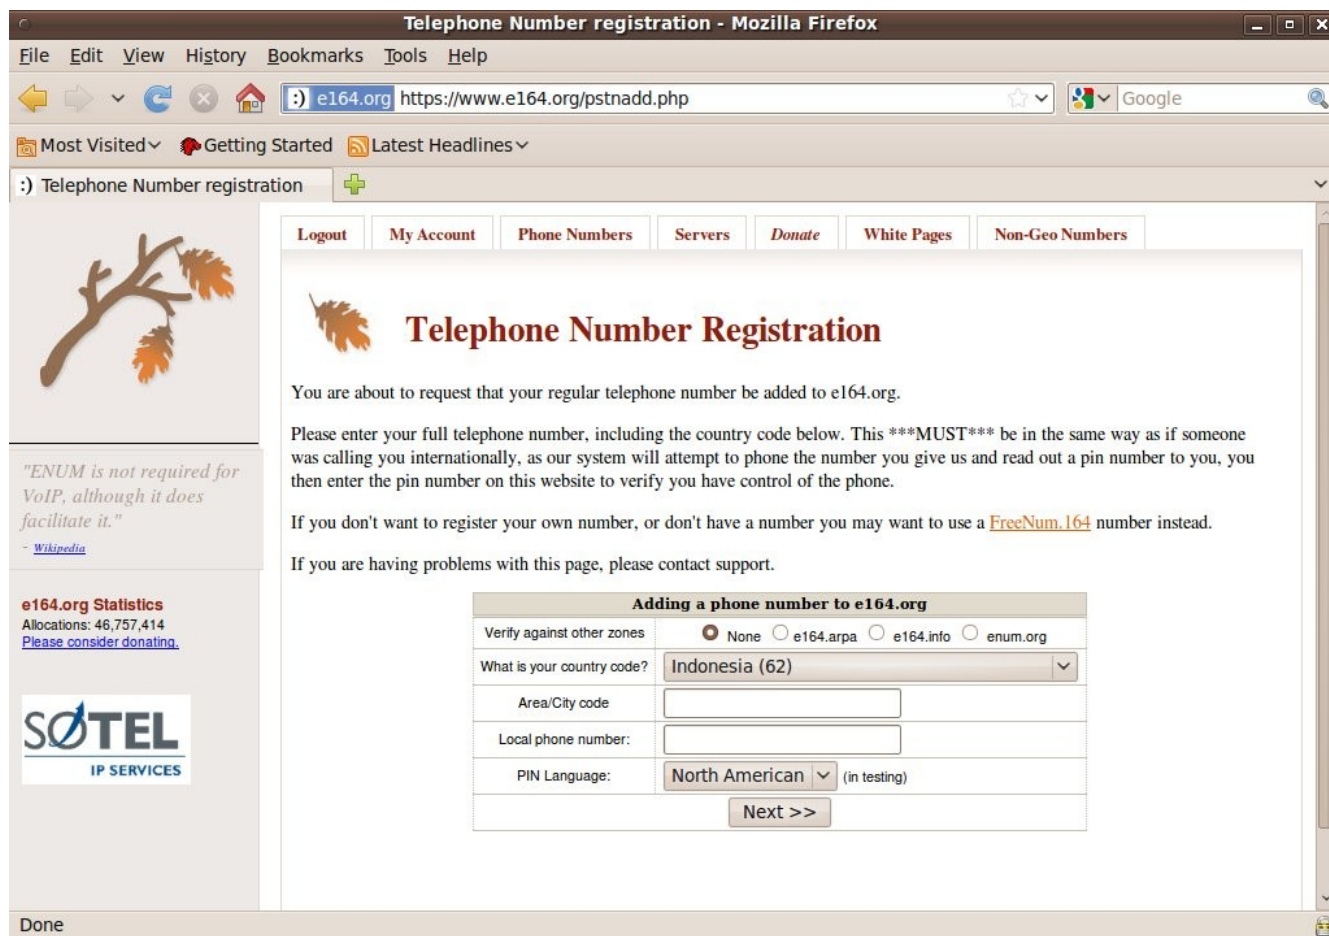 Telephone Number registration - Mozilla Firefox
File Edit View History Bookmarks Tools Help
:) e164.org https://www.e164.org/pstnadd.php Google
Most Visited Getting Started Latest Headlines
:) Telephone Number registration
Logout My Account Phone Numbers Servers Donate White Pages Non-Geo Numbers
Telephone Number Registration
You are about to request that your regular telephone number be added to e164.org.
Please enter your full telephone number, including the country code below. This ***MUST*** be in the same way as if someone
was calling you internationally, as our system will attempt to phone the number you give us and read out a pin number to you, you
then enter the pin number on this website to verify you have control of the phone.
If you don't want to register your own number, or don't have a number you may want to use a FreeNum.164 number instead.
If you are having problems with this page, please contact support.
"ENUM is not required for
VoIP, although it does
facilitate it."
- Wikipedia
e164.org Statistics
Allocations: 46,757,414
Please consider donating.
SOTEL
IP SERVICES
Adding a phone number to e164.org
Verify against other zones None e164.arpa e164.info enum.org
What is your country code? Indonesia (62)
Area/City code
Local phone number:
PIN Language: North American (in testing)
Next >>
Done